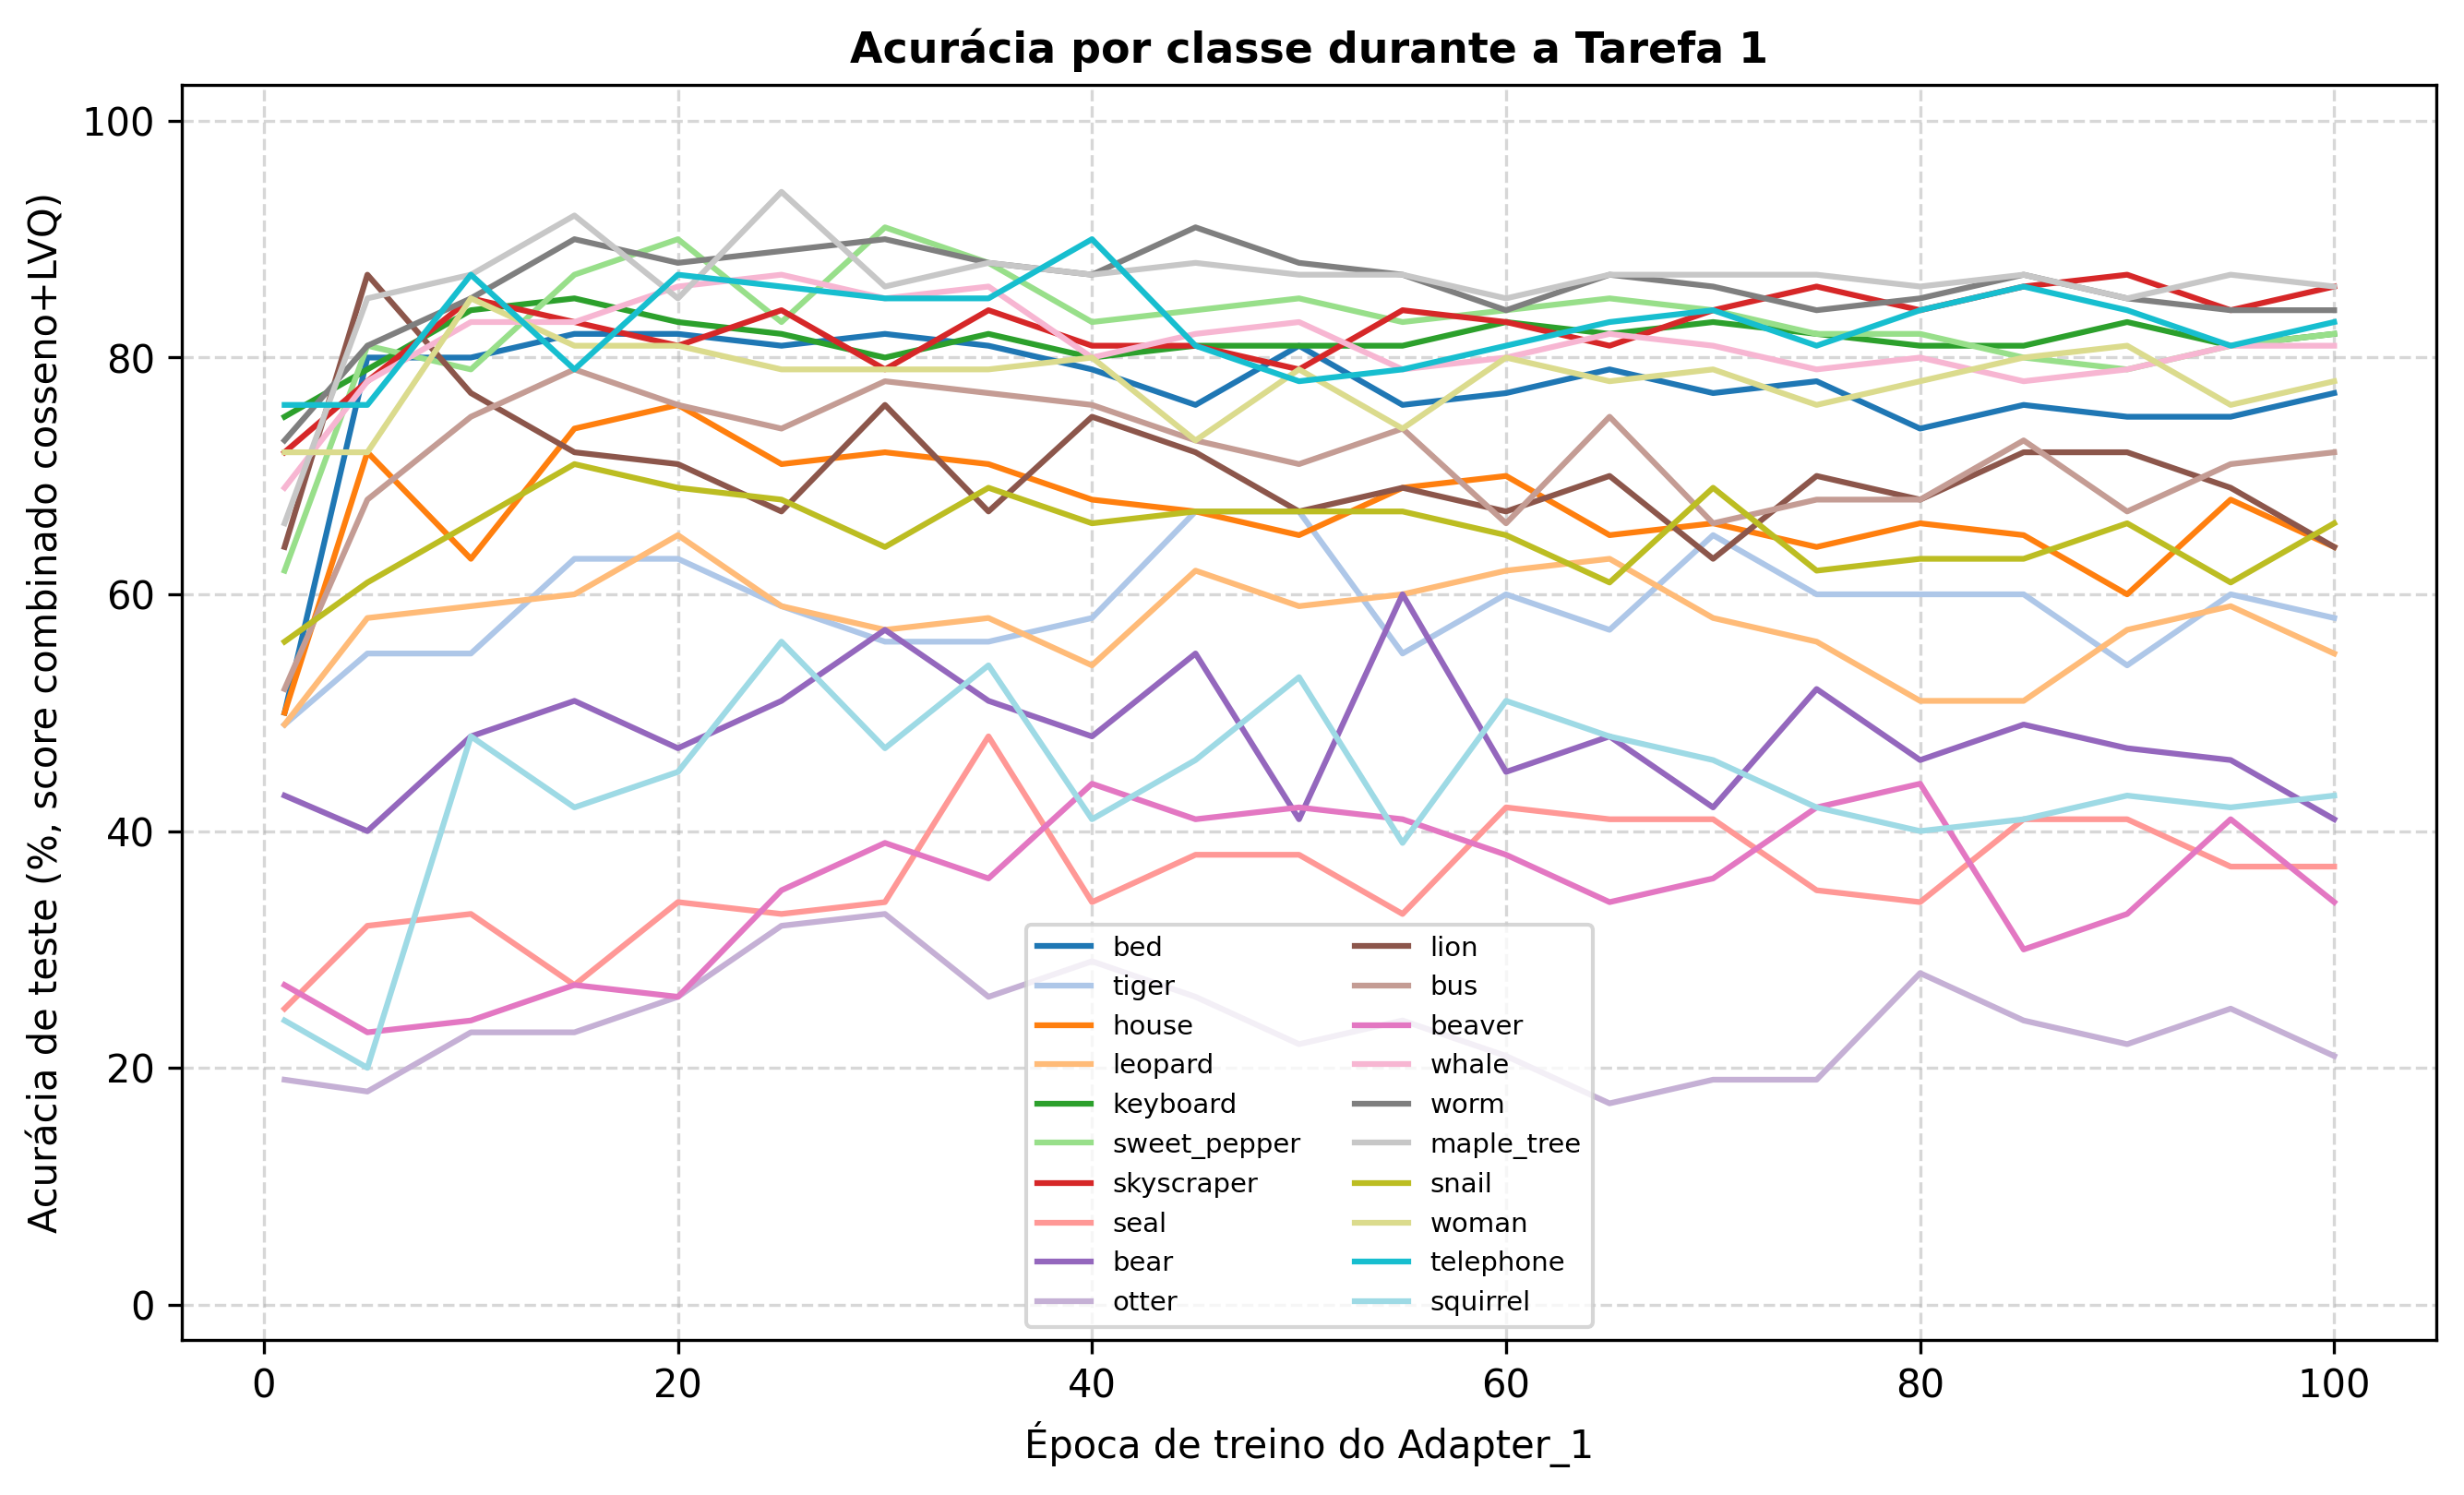 Acurácia por classe durante a Tarefa 1
Acurácia de teste (%, score combinado cosseno+LVQ)
100
80
60
40
20
0
bed
tiger
house
leopard
keyboard
sweet_pepper
skyscraper
seal
bear
otter
lion
bus
beaver
whale
worm
maple_tree
snail
woman
telephone
squirrel
0 20 40 60 80 100
Época de treino do Adapter_1